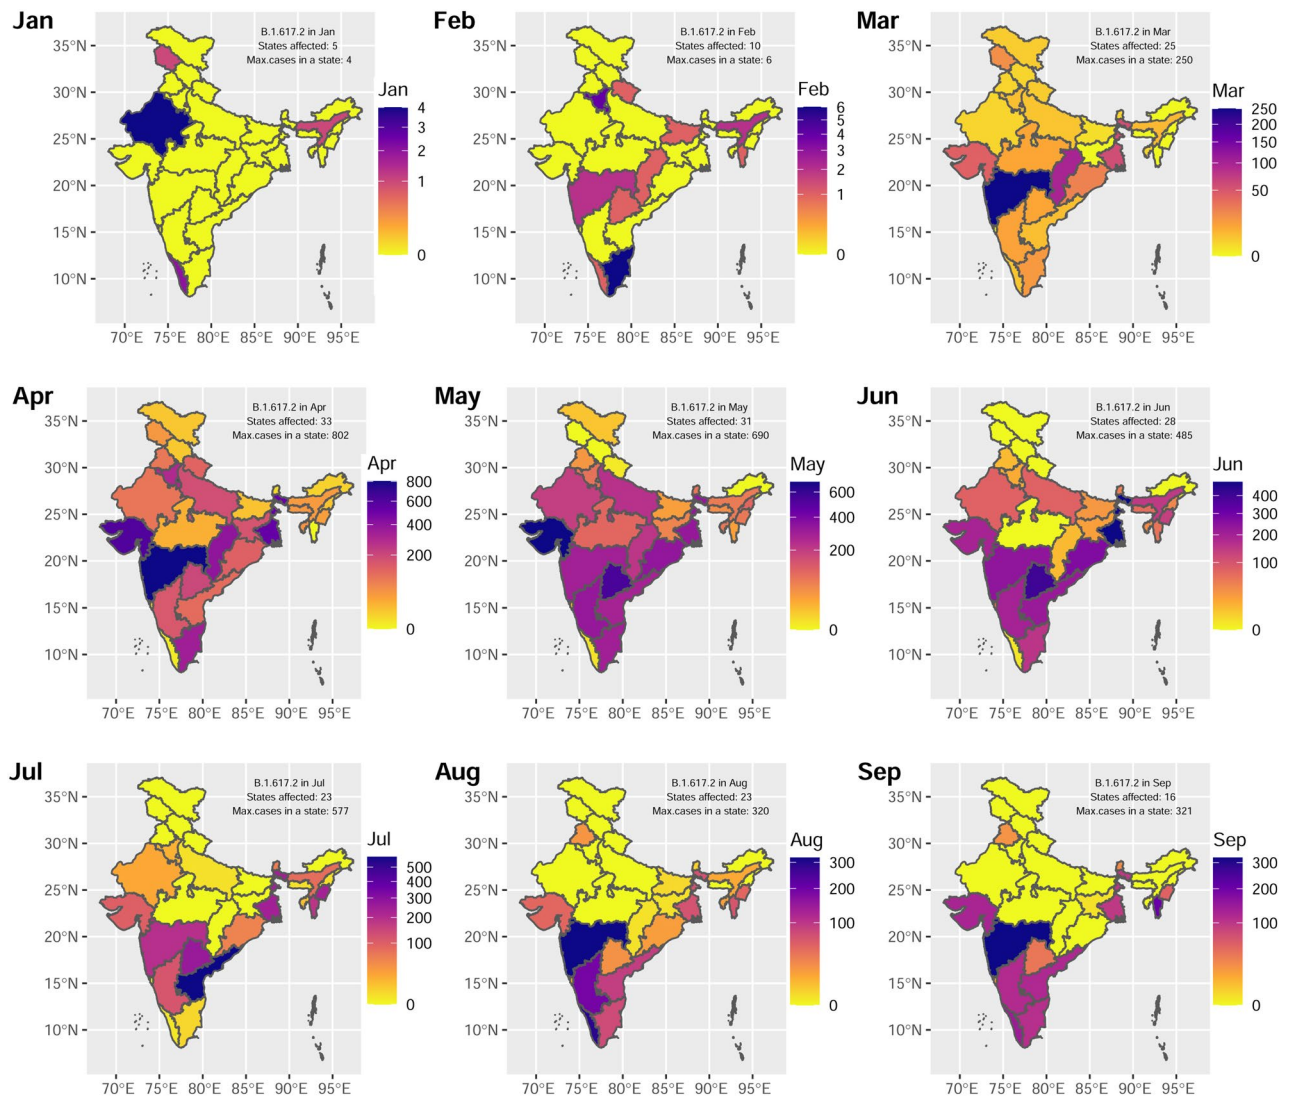 Jan
B.1.617.2 in Jan
States affected: 5
Max.cases in a state: 4
35°N
30°N
25°N
20°N
15°N
10°N
70°E 75°E 80°E 85°E 90°E 95°E
Jan
4
3
2
1
0
Feb
B.1.617.2 in Feb
States affected: 10
Max.cases in a state: 6
35°N
30°N
25°N
20°N
15°N
10°N
70°E 75°E 80°E 85°E 90°E 95°E
Feb
6
5
4
3
2
1
0
Mar
B.1.617.2 in Mar
States affected: 25
Max.cases in a state: 250
35°N
30°N
25°N
20°N
15°N
10°N
70°E 75°E 80°E 85°E 90°E 95°E
Mar
250
200
150
100
50
0
Apr
B.1.617.2 in Apr
States affected: 33
Max.cases in a state: 802
35°N
30°N
25°N
20°N
15°N
10°N
70°E 75°E 80°E 85°E 90°E 95°E
Apr
800
600
400
200
0
May
B.1.617.2 in May
States affected: 31
Max.cases in a state: 690
35°N
30°N
25°N
20°N
15°N
10°N
70°E 75°E 80°E 85°E 90°E 95°E
May
600
400
200
0
Jun
B.1.617.2 in Jun
States affected: 28
Max.cases in a state: 485
35°N
30°N
25°N
20°N
15°N
10°N
70°E 75°E 80°E 85°E 90°E 95°E
Jun
400
300
200
100
0
Jul
B.1.617.2 in Jul
States affected: 23
Max.cases in a state: 577
35°N
30°N
25°N
20°N
15°N
10°N
70°E 75°E 80°E 85°E 90°E 95°E
Jul
500
400
300
200
100
0
Aug
B.1.617.2 in Aug
States affected: 23
Max.cases in a state: 320
35°N
30°N
25°N
20°N
15°N
10°N
70°E 75°E 80°E 85°E 90°E 95°E
Aug
300
200
100
0
Sep
B.1.617.2 in Sep
States affected: 16
Max.cases in a state: 321
35°N
30°N
25°N
20°N
15°N
10°N
70°E 75°E 80°E 85°E 90°E 95°E
Sep
300
200
100
0